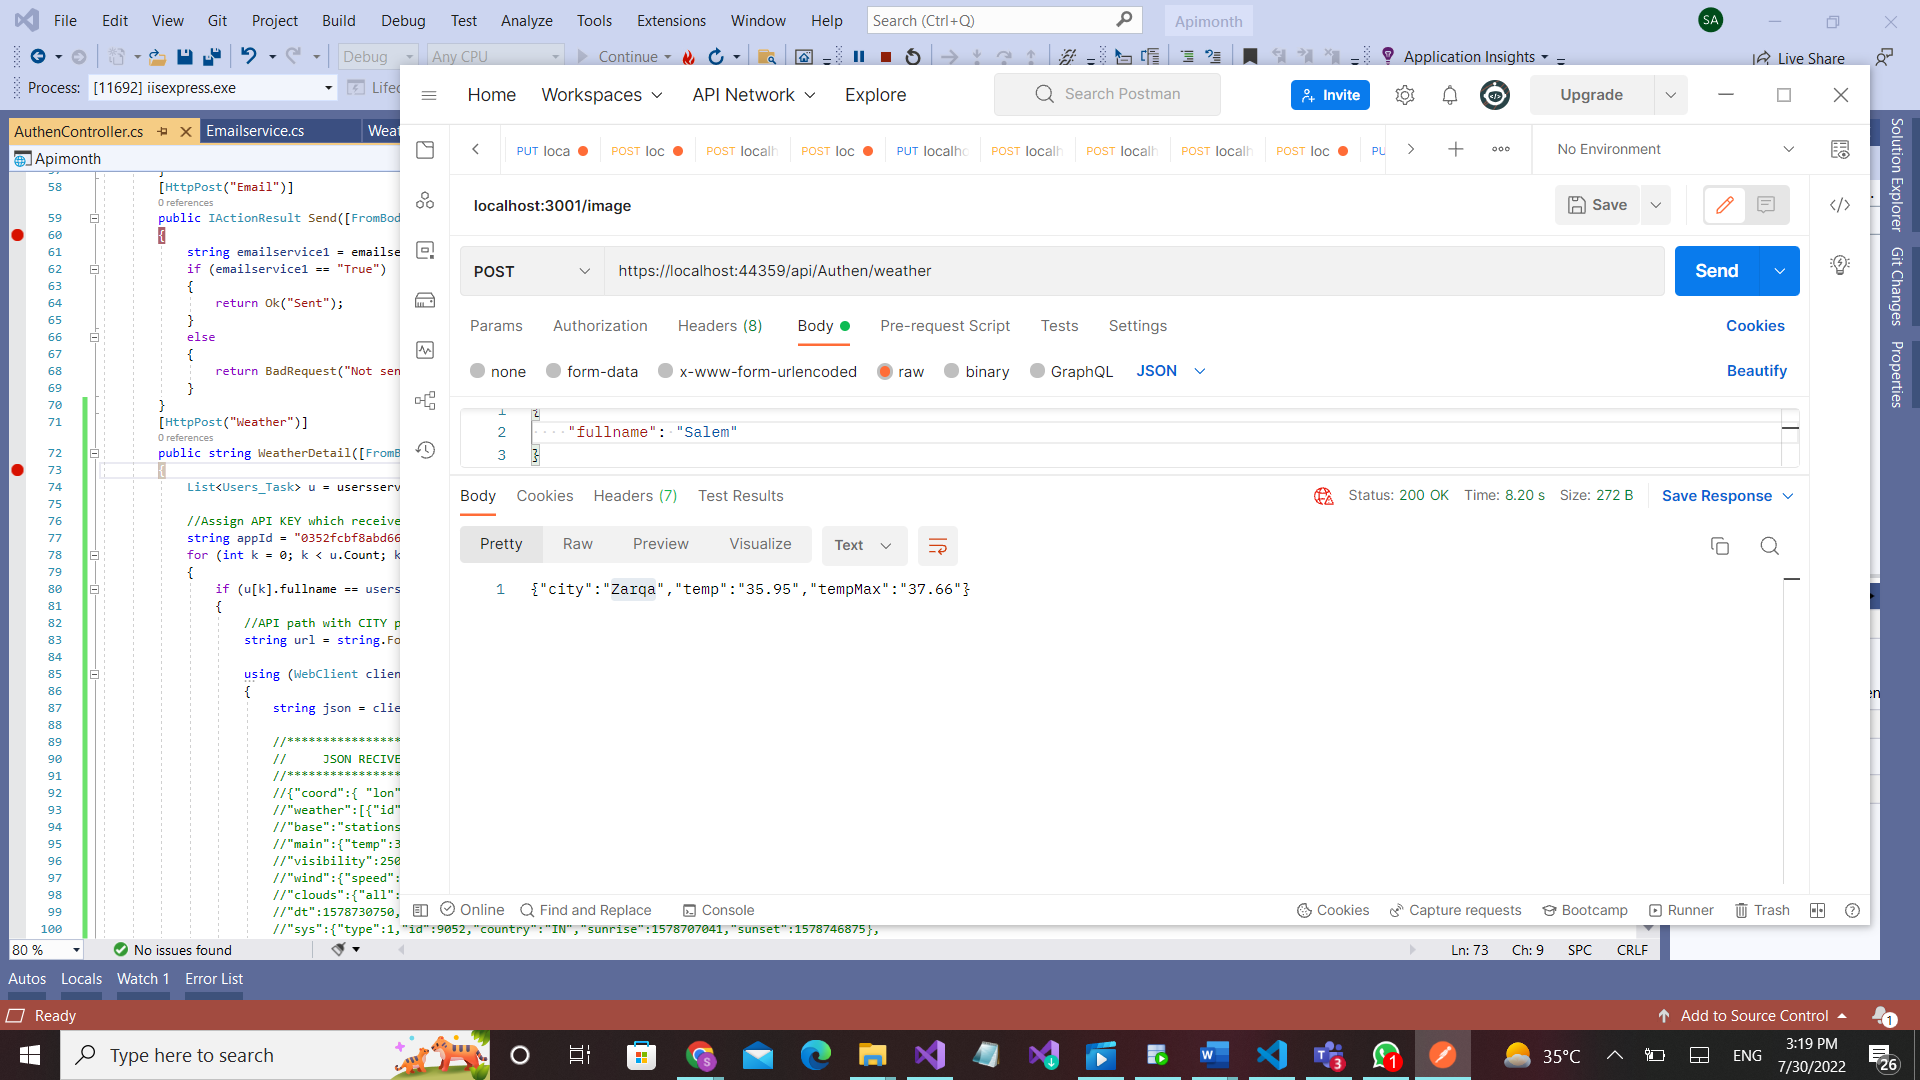 File Edit View Git Project Build Debug Test Analyze Tools Extensions Window Help Search (Ctrl+Q) Apimonth SA
Debug Any CPU Continue Application Insights Live Share
Process: [11692] iisexpress.exe
Home Workspaces API Network Explore Search Postman Invite Upgrade
AuthenController.cs Emailservice.cs
Apimonth
PUT loca POST loc POST localh POST loc PUT localho POST localh POST localh POST localh POST loc PU No Environment
localhost:3001/image Save
POST https://localhost:44359/api/Authen/weather Send
Params Authorization Headers (8) Body Pre-request Script Tests Settings Cookies
none form-data x-www-form-urlencoded raw binary GraphQL JSON Beautify
2 "fullname": "Salem"
3 }
Body Cookies Headers (7) Test Results Status: 200 OK Time: 8.20 s Size: 272 B Save Response
Pretty Raw Preview Visualize Text
1 {"city":"Zarqa","temp":"35.95","tempMax":"37.66"}
Online Find and Replace Console Cookies Capture requests Bootcamp Runner Trash
58 [HttpPost("Email")]
0 references
59 public IActionResult Send([FromBod
60 {
61 string emailservice1 = emailse
62 if (emailservice1 == "True")
63 {
64 return Ok("Sent");
65 }
66 else
67 {
68 return BadRequest("Not sen
69 }
70 }
71 [HttpPost("Weather")]
0 references
72 public string WeatherDetail([FromB
73 {
74 List<Users_Task> u = usersserv
75
76 //Assign API KEY which receive
77 string appId = "0352fcbf8abd66
78 for (int k = 0; k < u.Count; k
79 {
80 if (u[k].fullname == users
81 {
82 //API path with CITY p
83 string url = string.Fo
84
85 using (WebClient clien
86 {
87 string json = clie
88
89 //*****************
90 // JSON RECIVE
91 //*****************
92 //{"coord":{ "lon"
93 //"weather":[{"id"
94 //"base":"stations
95 //"main":{"temp":3
96 //"visibility":250
97 //"wind":{"speed":
98 //"clouds":{"all":
99 //"dt":1578730750,
100 //"sys":{"type":1,"id":9052,"country":"IN","sunrise":1578707041,"sunset":1578746875},
80 % No issues found Ln: 73 Ch: 9 SPC CRLF
Solution Explorer
Git Changes
Properties
Autos Locals Watch 1 Error List
Ready Add to Source Control 1
Type here to search 3 1 35°C ENG 3:19 PM
7/30/2022 26